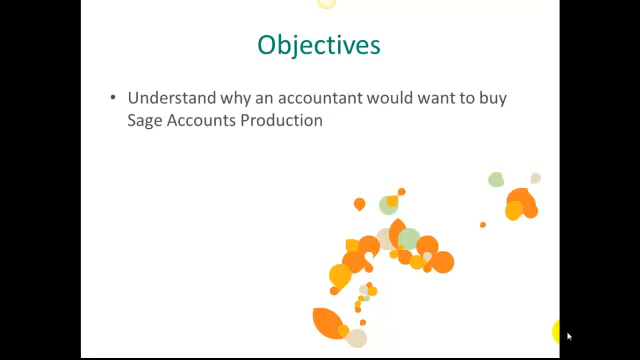 Objectives
• Understand why an accountant would want to buy
Sage Accounts Production